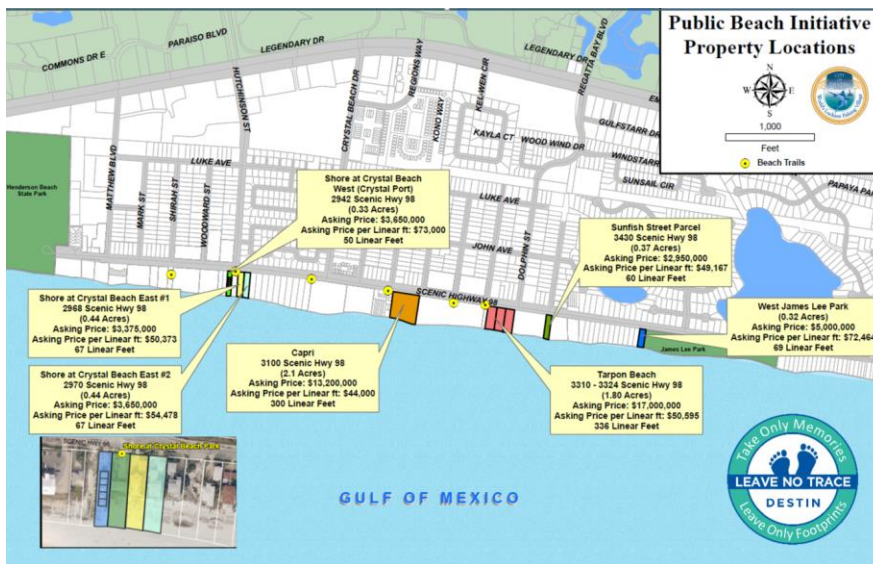 Public Beach Initiative
Property Locations
N
W E
S
1,000
Feet
Beach Trails
CITY
COMMONS DR E
PARAISO BLVD
LEGENDARY DR
LEGENDARY DR
HUTCHINSON ST
CRYSTAL BEACH DR
REGIONS WAY
KONO WAY
KEL-WEN CIR
REGATTA BAY BLVD
KAYLA CT
WOOD WIND DR
GULFSTARR DR
SUNSAIL CIR
PAPAYA
MATTHEW BLVD
LUKE AVE
MARK ST
SHIRAH ST
WOODWARD ST
LUKE AVE
JOHN AVE
DOLPHIN ST
SCENIC HIGHWAY 98
Henderson Beach
State Park
James Lee Park
Shore at Crystal Beach
West (Crystal Port)
2942 Scenic Hwy 98
(0.33 Acres)
Asking Price: $3,650,000
Asking Price per Linear ft: $73,000
50 Linear Feet
Sunfish Street Parcel
3430 Scenic Hwy 98
(0.37 Acres)
Asking Price: $2,950,000
Asking Price per Linear ft: $49,167
60 Linear Feet
Shore at Crystal Beach East #1
2968 Scenic Hwy 98
(0.44 Acres)
Asking Price: $3,375,000
Asking Price per Linear ft: $50,373
67 Linear Feet
West James Lee Park
(0.32 Acres)
Asking Price: $5,000,000
Asking Price per Linear ft: $72,464
69 Linear Feet
Shore at Crystal Beach East #2
2970 Scenic Hwy 98
(0.44 Acres)
Asking Price: $3,650,000
Asking Price per Linear ft: $54,478
67 Linear Feet
Capri
3100 Scenic Hwy 98
(2.1 Acres)
Asking Price: $13,200,000
Asking Price per Linear ft: $44,000
300 Linear Feet
Tarpon Beach
3310 - 3324 Scenic Hwy 98
(1.80 Acres)
Asking Price: $17,000,000
Asking Price per Linear ft: $50,595
336 Linear Feet
SCENIC HWY 98
Shore at Crystal Beach Park
GULF OF MEXICO
Take Only Memories
LEAVE NO TRACE
DESTIN
Leave Only Footprints